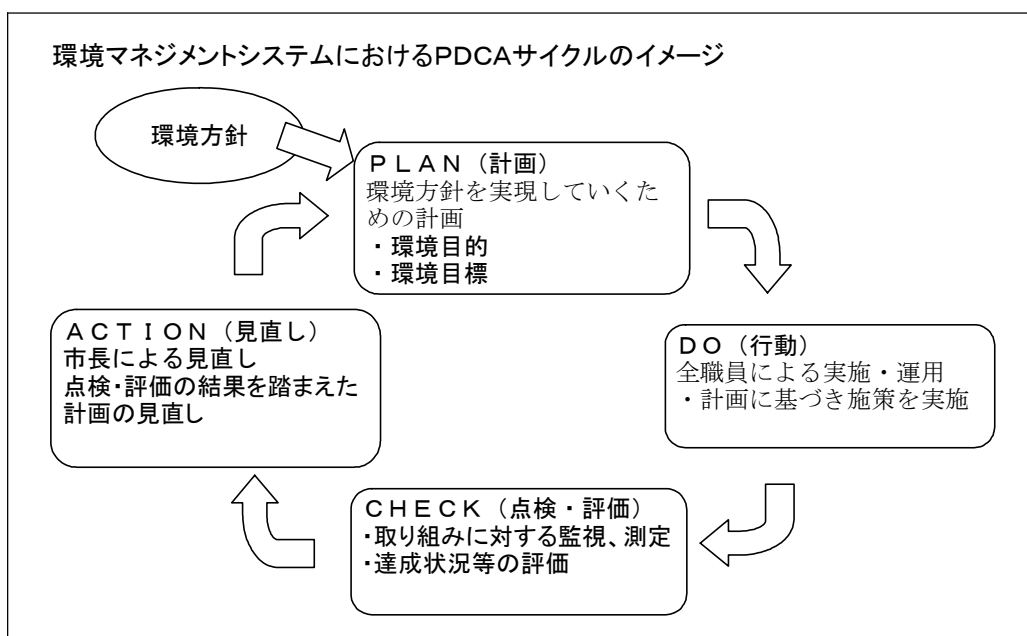 環境マネジメントシステムにおけるPDCAサイクルのイメージ
環境方針
ＰＬＡＮ（計画）
環境方針を実現していくた
めの計画
・環境目的
・環境目標
ＤＯ（行動）
全職員による実施・運用
・計画に基づき施策を実施
ＣＨＥＣＫ（点検・評価）
・取り組みに対する監視、測定
・達成状況等の評価
ＡＣＴＩＯＮ（見直し）
市長による見直し
点検・評価の結果を踏まえた
計画の見直し